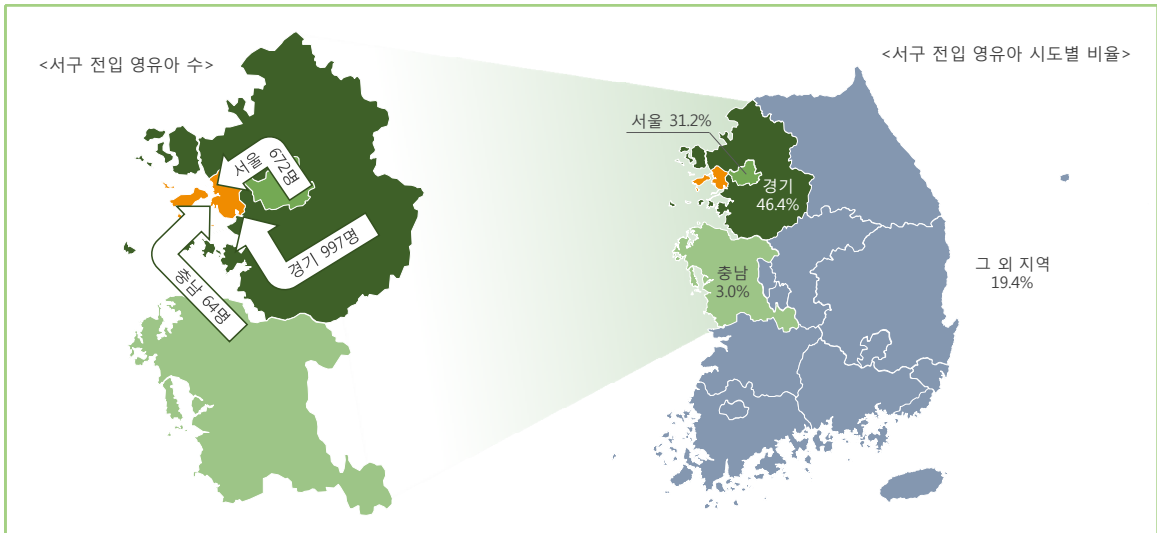 <서구 전입 영유아 수>
서울 672명
경기 997명
충남 64명
<서구 전입 영유아 시도별 비율>
서울 31.2%
경기
46.4%
충남
3.0%
그 외 지역
19.4%